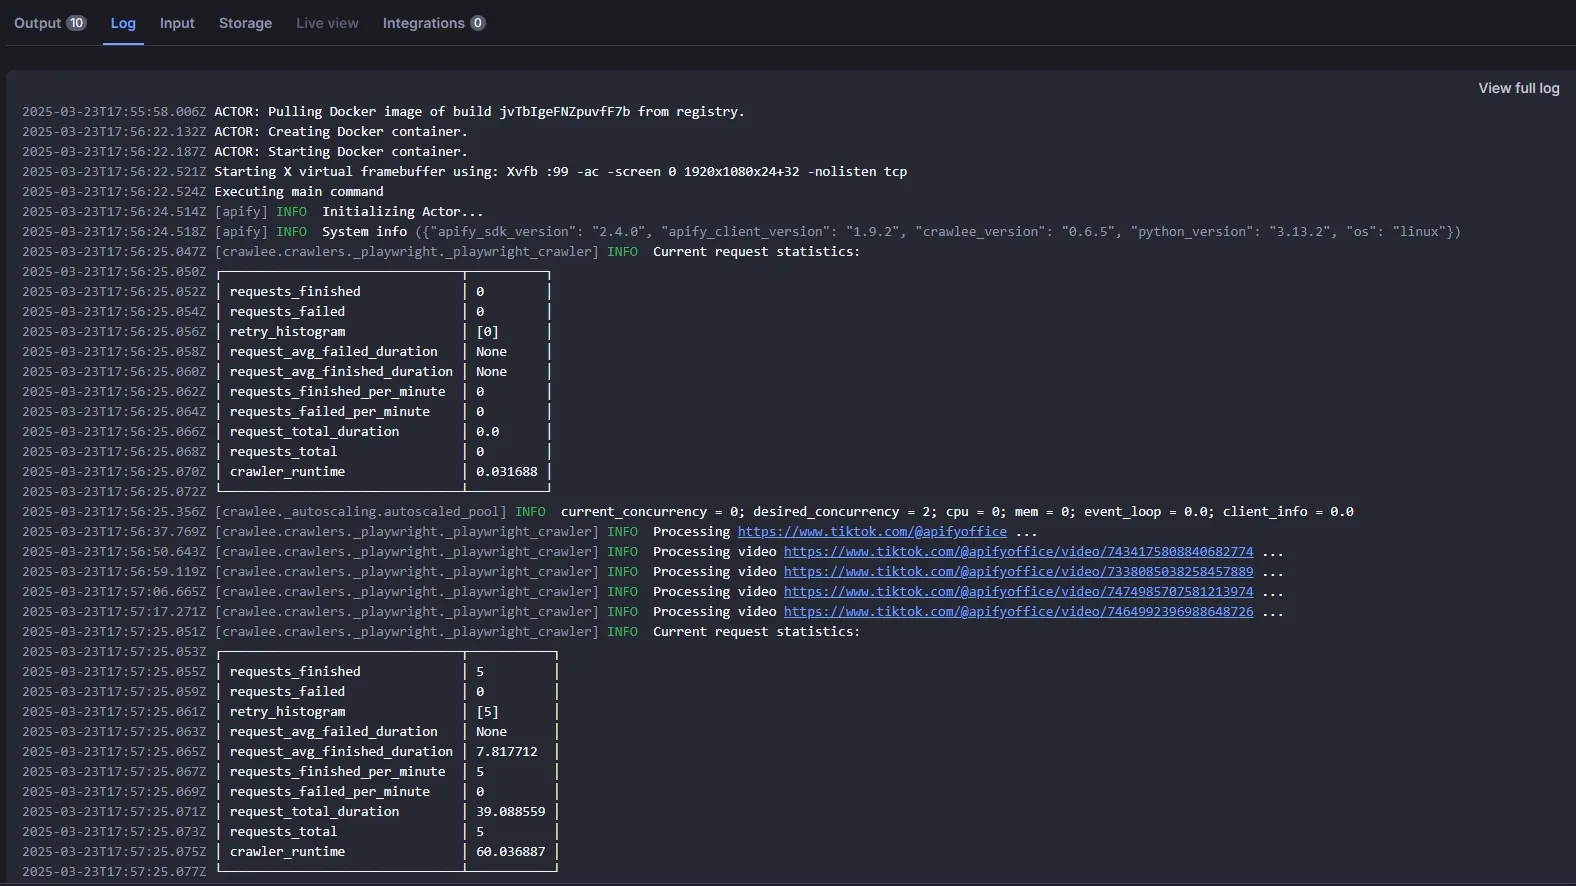 Output 10 Log Input Storage Live view Integrations 0
View full log
2025-03-23T17:55:58.006Z ACTOR: Pulling Docker image of build jvTbIgeFNZpuvfF7b from registry.
2025-03-23T17:56:22.132Z ACTOR: Creating Docker container.
2025-03-23T17:56:22.187Z ACTOR: Starting Docker container.
2025-03-23T17:56:22.521Z Starting X virtual framebuffer using: Xvfb :99 -ac -screen 0 1920x1080x24+32 -nolisten tcp
2025-03-23T17:56:22.524Z Executing main command
2025-03-23T17:56:24.514Z [apify] INFO  Initializing Actor...
2025-03-23T17:56:24.518Z [apify] INFO  System info ({"apify_sdk_version": "2.4.0", "apify_client_version": "1.9.2", "crawlee_version": "0.6.5", "python_version": "3.13.2", "os": "linux"})
2025-03-23T17:56:25.047Z [crawlee.crawlers._playwright._playwright_crawler] INFO  Current request statistics:
2025-03-23T17:56:25.050Z
2025-03-23T17:56:25.052Z │ requests_finished │ 0 │
2025-03-23T17:56:25.054Z │ requests_failed │ 0 │
2025-03-23T17:56:25.056Z │ retry_histogram │ [0] │
2025-03-23T17:56:25.058Z │ request_avg_failed_duration │ None │
2025-03-23T17:56:25.060Z │ request_avg_finished_duration │ None │
2025-03-23T17:56:25.062Z │ requests_finished_per_minute │ 0 │
2025-03-23T17:56:25.064Z │ requests_failed_per_minute │ 0 │
2025-03-23T17:56:25.066Z │ request_total_duration │ 0.0 │
2025-03-23T17:56:25.068Z │ requests_total │ 0 │
2025-03-23T17:56:25.070Z │ crawler_runtime │ 0.031688 │
2025-03-23T17:56:25.072Z
2025-03-23T17:56:25.356Z [crawlee._autoscaling.autoscaled_pool] INFO  current_concurrency = 0; desired_concurrency = 2; cpu = 0; mem = 0; event_loop = 0.0; client_info = 0.0
2025-03-23T17:56:37.769Z [crawlee.crawlers._playwright._playwright_crawler] INFO  Processing https://www.tiktok.com/@apifyoffice ...
2025-03-23T17:56:50.643Z [crawlee.crawlers._playwright._playwright_crawler] INFO  Processing video https://www.tiktok.com/@apifyoffice/video/7434175808840682774 ...
2025-03-23T17:56:59.119Z [crawlee.crawlers._playwright._playwright_crawler] INFO  Processing video https://www.tiktok.com/@apifyoffice/video/7338085038258457889 ...
2025-03-23T17:57:06.665Z [crawlee.crawlers._playwright._playwright_crawler] INFO  Processing video https://www.tiktok.com/@apifyoffice/video/7474985707581213974 ...
2025-03-23T17:57:17.271Z [crawlee.crawlers._playwright._playwright_crawler] INFO  Processing video https://www.tiktok.com/@apifyoffice/video/7464992396988648726 ...
2025-03-23T17:57:25.051Z [crawlee.crawlers._playwright._playwright_crawler] INFO  Current request statistics:
2025-03-23T17:57:25.053Z
2025-03-23T17:57:25.055Z │ requests_finished │ 5 │
2025-03-23T17:57:25.059Z │ requests_failed │ 0 │
2025-03-23T17:57:25.061Z │ retry_histogram │ [5] │
2025-03-23T17:57:25.063Z │ request_avg_failed_duration │ None │
2025-03-23T17:57:25.065Z │ request_avg_finished_duration │ 7.817712 │
2025-03-23T17:57:25.067Z │ requests_finished_per_minute │ 5 │
2025-03-23T17:57:25.069Z │ requests_failed_per_minute │ 0 │
2025-03-23T17:57:25.071Z │ request_total_duration │ 39.088559 │
2025-03-23T17:57:25.073Z │ requests_total │ 5 │
2025-03-23T17:57:25.075Z │ crawler_runtime │ 60.036887 │
2025-03-23T17:57:25.077Z